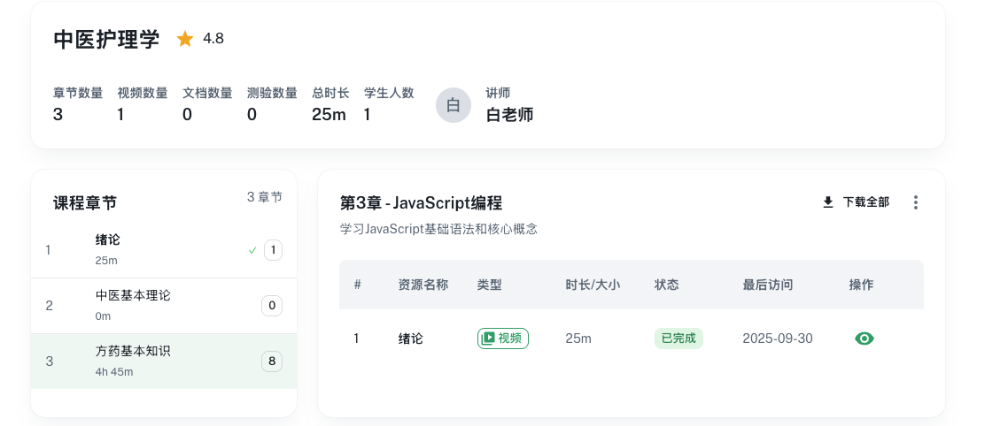 中医护理学 4.8
章节数量 视频数量 文档数量 测验数量 总时长 学生人数 讲师
3 1 0 0 25m 1 白 白老师
课程章节 3 章节
1 绪论 1
25m
2 中医基本理论 0
0m
3 方药基本知识 8
4h 45m
第3章 - JavaScript编程 下载全部
学习JavaScript基础语法和核心概念
# 资源名称 类型 时长/大小 状态 最后访问 操作
1 绪论 视频 25m 已完成 2025-09-30